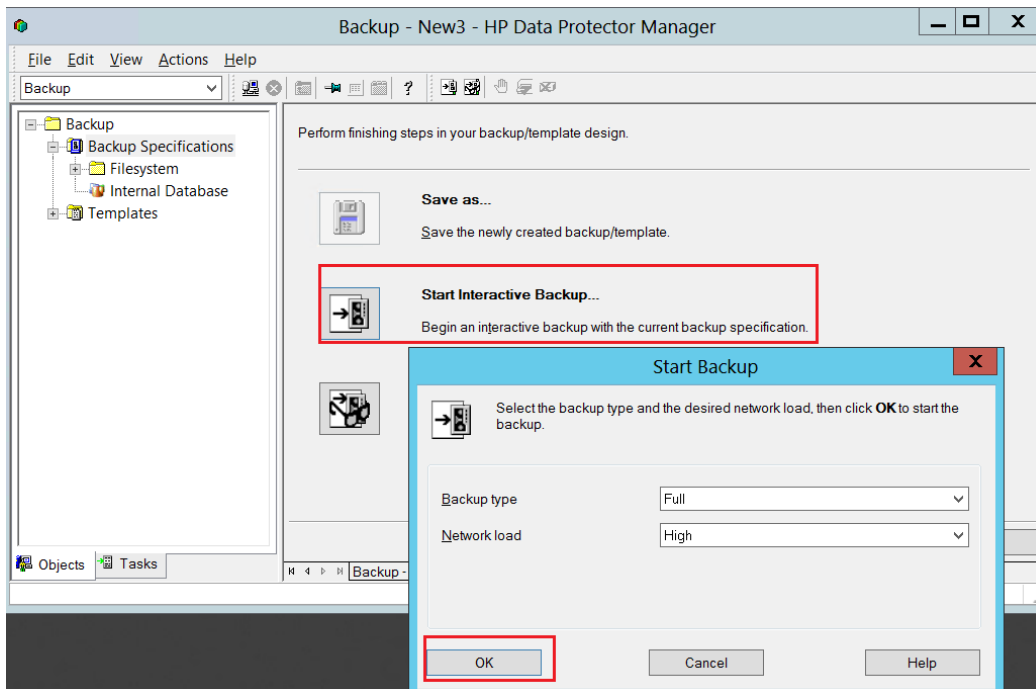 Backup - New3 - HP Data Protector Manager
File Edit View Actions Help
Backup
Backup
Backup Specifications
Filesystem
Internal Database
Templates
Objects
Tasks
Perform finishing steps in your backup/template design.
Save as...
Save the newly created backup/template.
Start Interactive Backup...
Begin an interactive backup with the current backup specification.
Backup -
Start Backup
Select the backup type and the desired network load, then click OK to start the
backup.
Backup type
Full
Network load
High
OK
Cancel
Help